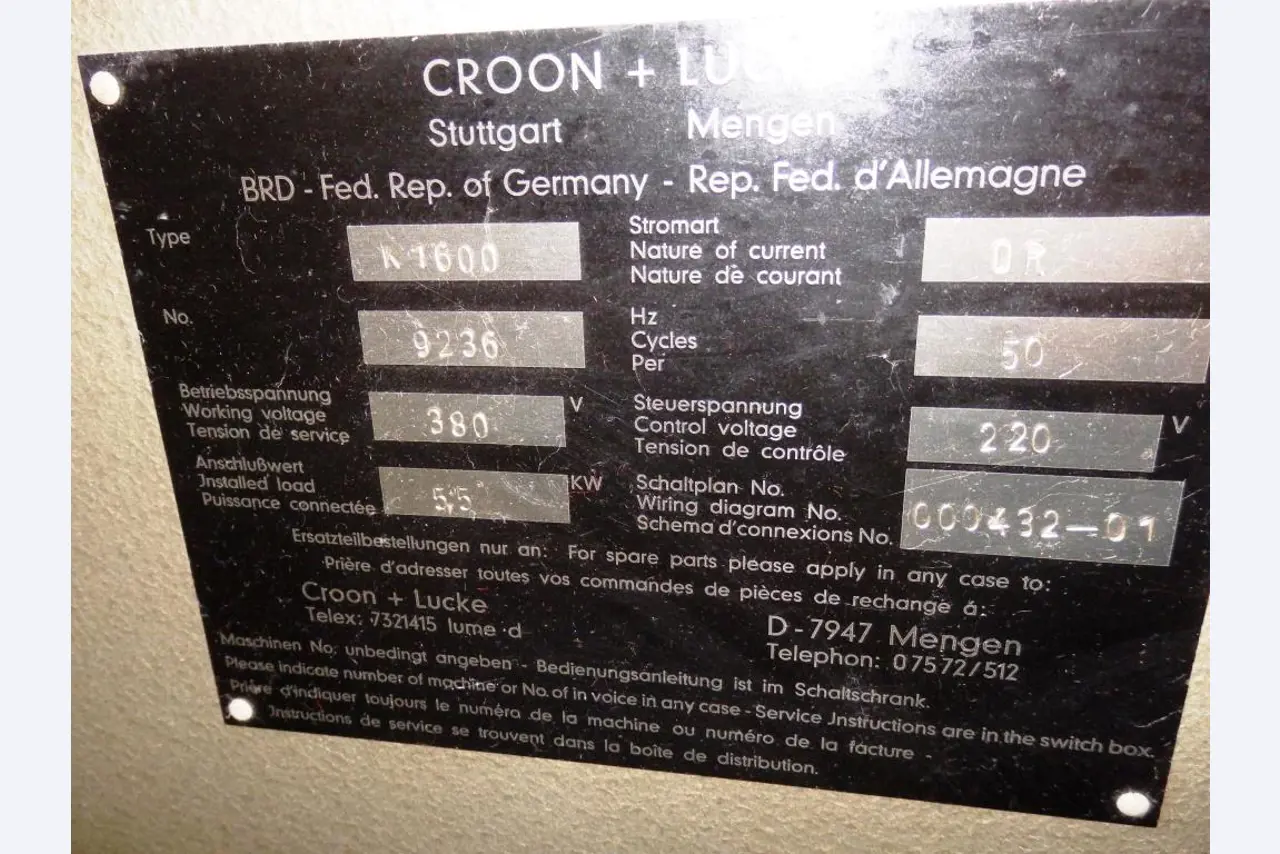 CROON + LUCKE
Stuttgart Mengen
BRD - Fed. Rep. of Germany - Rep. Fed. d'Allemagne
Type K1600
Stromart
Nature of current
Nature de courant
DR
No. 9236
Hz
Cycles
Per
50
Betriebsspannung
Working voltage
Tension de service
380 V
Steuerspannung
Control voltage
Tension de contrôle
220 V
Anschlußwert
Jnstalled load
Puissance connectée
5,5 KW
Schaltplan No.
Wiring diagram No.
Schema d'connexions No.
000432-01
Ersatzteilbestellungen nur an: For spare parts please apply in any case to:
Prière d'adresser toutes vos commandes de pièces de rechange à:
Croon + Lucke
Telex: 7321415 lume·d
D-7947 Mengen
Telephon: 07572/512
Maschinen No. unbedingt angeben - Bedienungsanleitung ist im Schaltschrank.
Please indicate number of machine or No. of in voice in any case - Service Jnstructions are in the switch box.
Prière d'indiquer toujours le numéro de la machine ou numéro de la facture -
Jnstructions de service se trouvent dans la boîte de distribution.